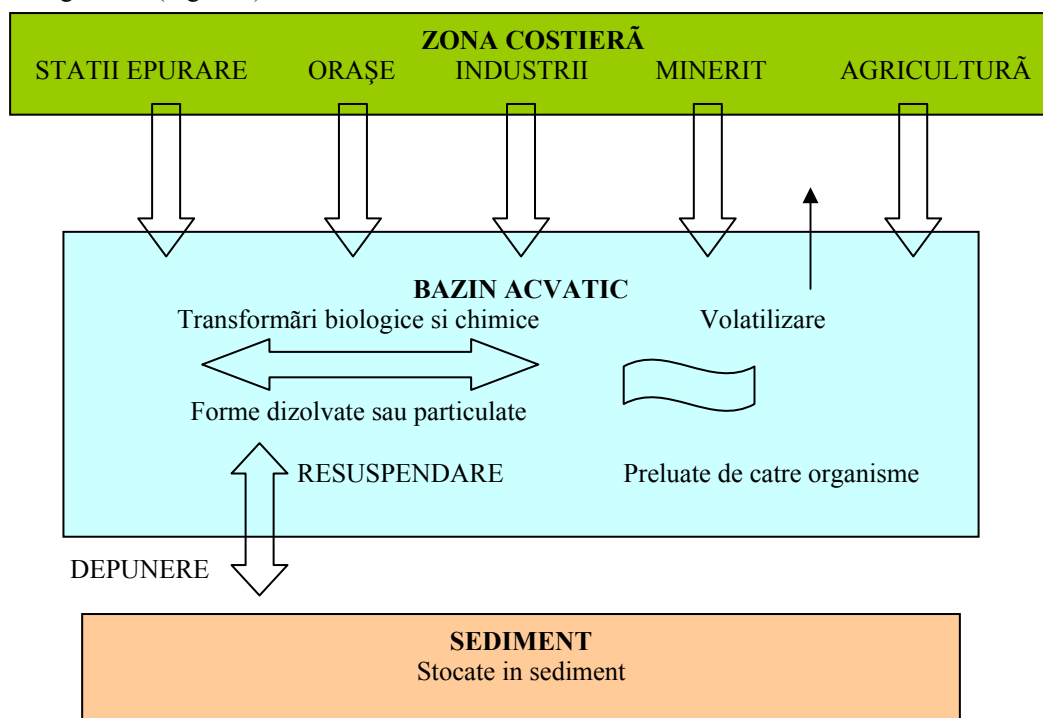 ZONA COSTIERÃ
STATII EPURARE ORAŞE INDUSTRII MINERIT AGRICULTURÃ
BAZIN ACVATIC
Transformãri biologice si chimice Volatilizare
Forme dizolvate sau particulate
RESUSPENDARE Preluate de catre organisme
DEPUNERE
SEDIMENT
Stocate in sediment